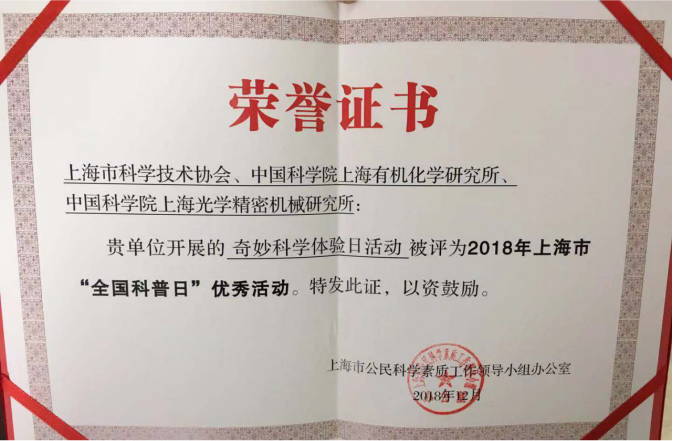 荣誉证书
上海市科学技术协会、中国科学院上海有机化学研究所、
中国科学院上海光学精密机械研究所：
贵单位开展的 奇妙科学体验日活动 被评为2018年上海市
“全国科普日”优秀活动。特发此证，以资鼓励。
上海市公民科学素质工作领导小组办公室
2018年12月